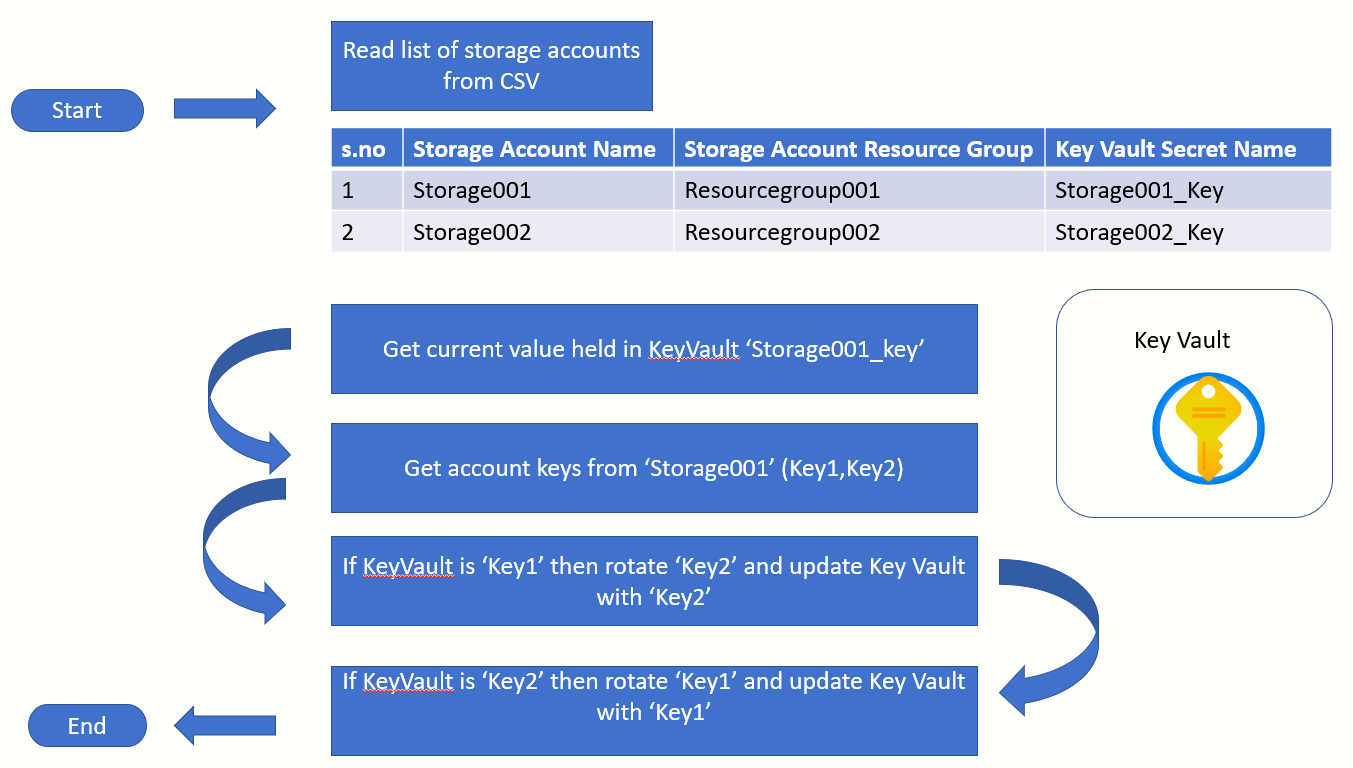 Read list of storage accounts
from CSV
Start
s.no Storage Account Name Storage Account Resource Group Key Vault Secret Name
1 Storage001 Resourcegroup001 Storage001_Key
2 Storage002 Resourcegroup002 Storage002_Key
Get current value held in KeyVault ‘Storage001_key’
Key Vault
Get account keys from ‘Storage001’ (Key1,Key2)
If KeyVault is ‘Key1’ then rotate ‘Key2’ and update Key Vault
with ‘Key2’
If KeyVault is ‘Key2’ then rotate ‘Key1’ and update Key Vault
with ‘Key1’
End